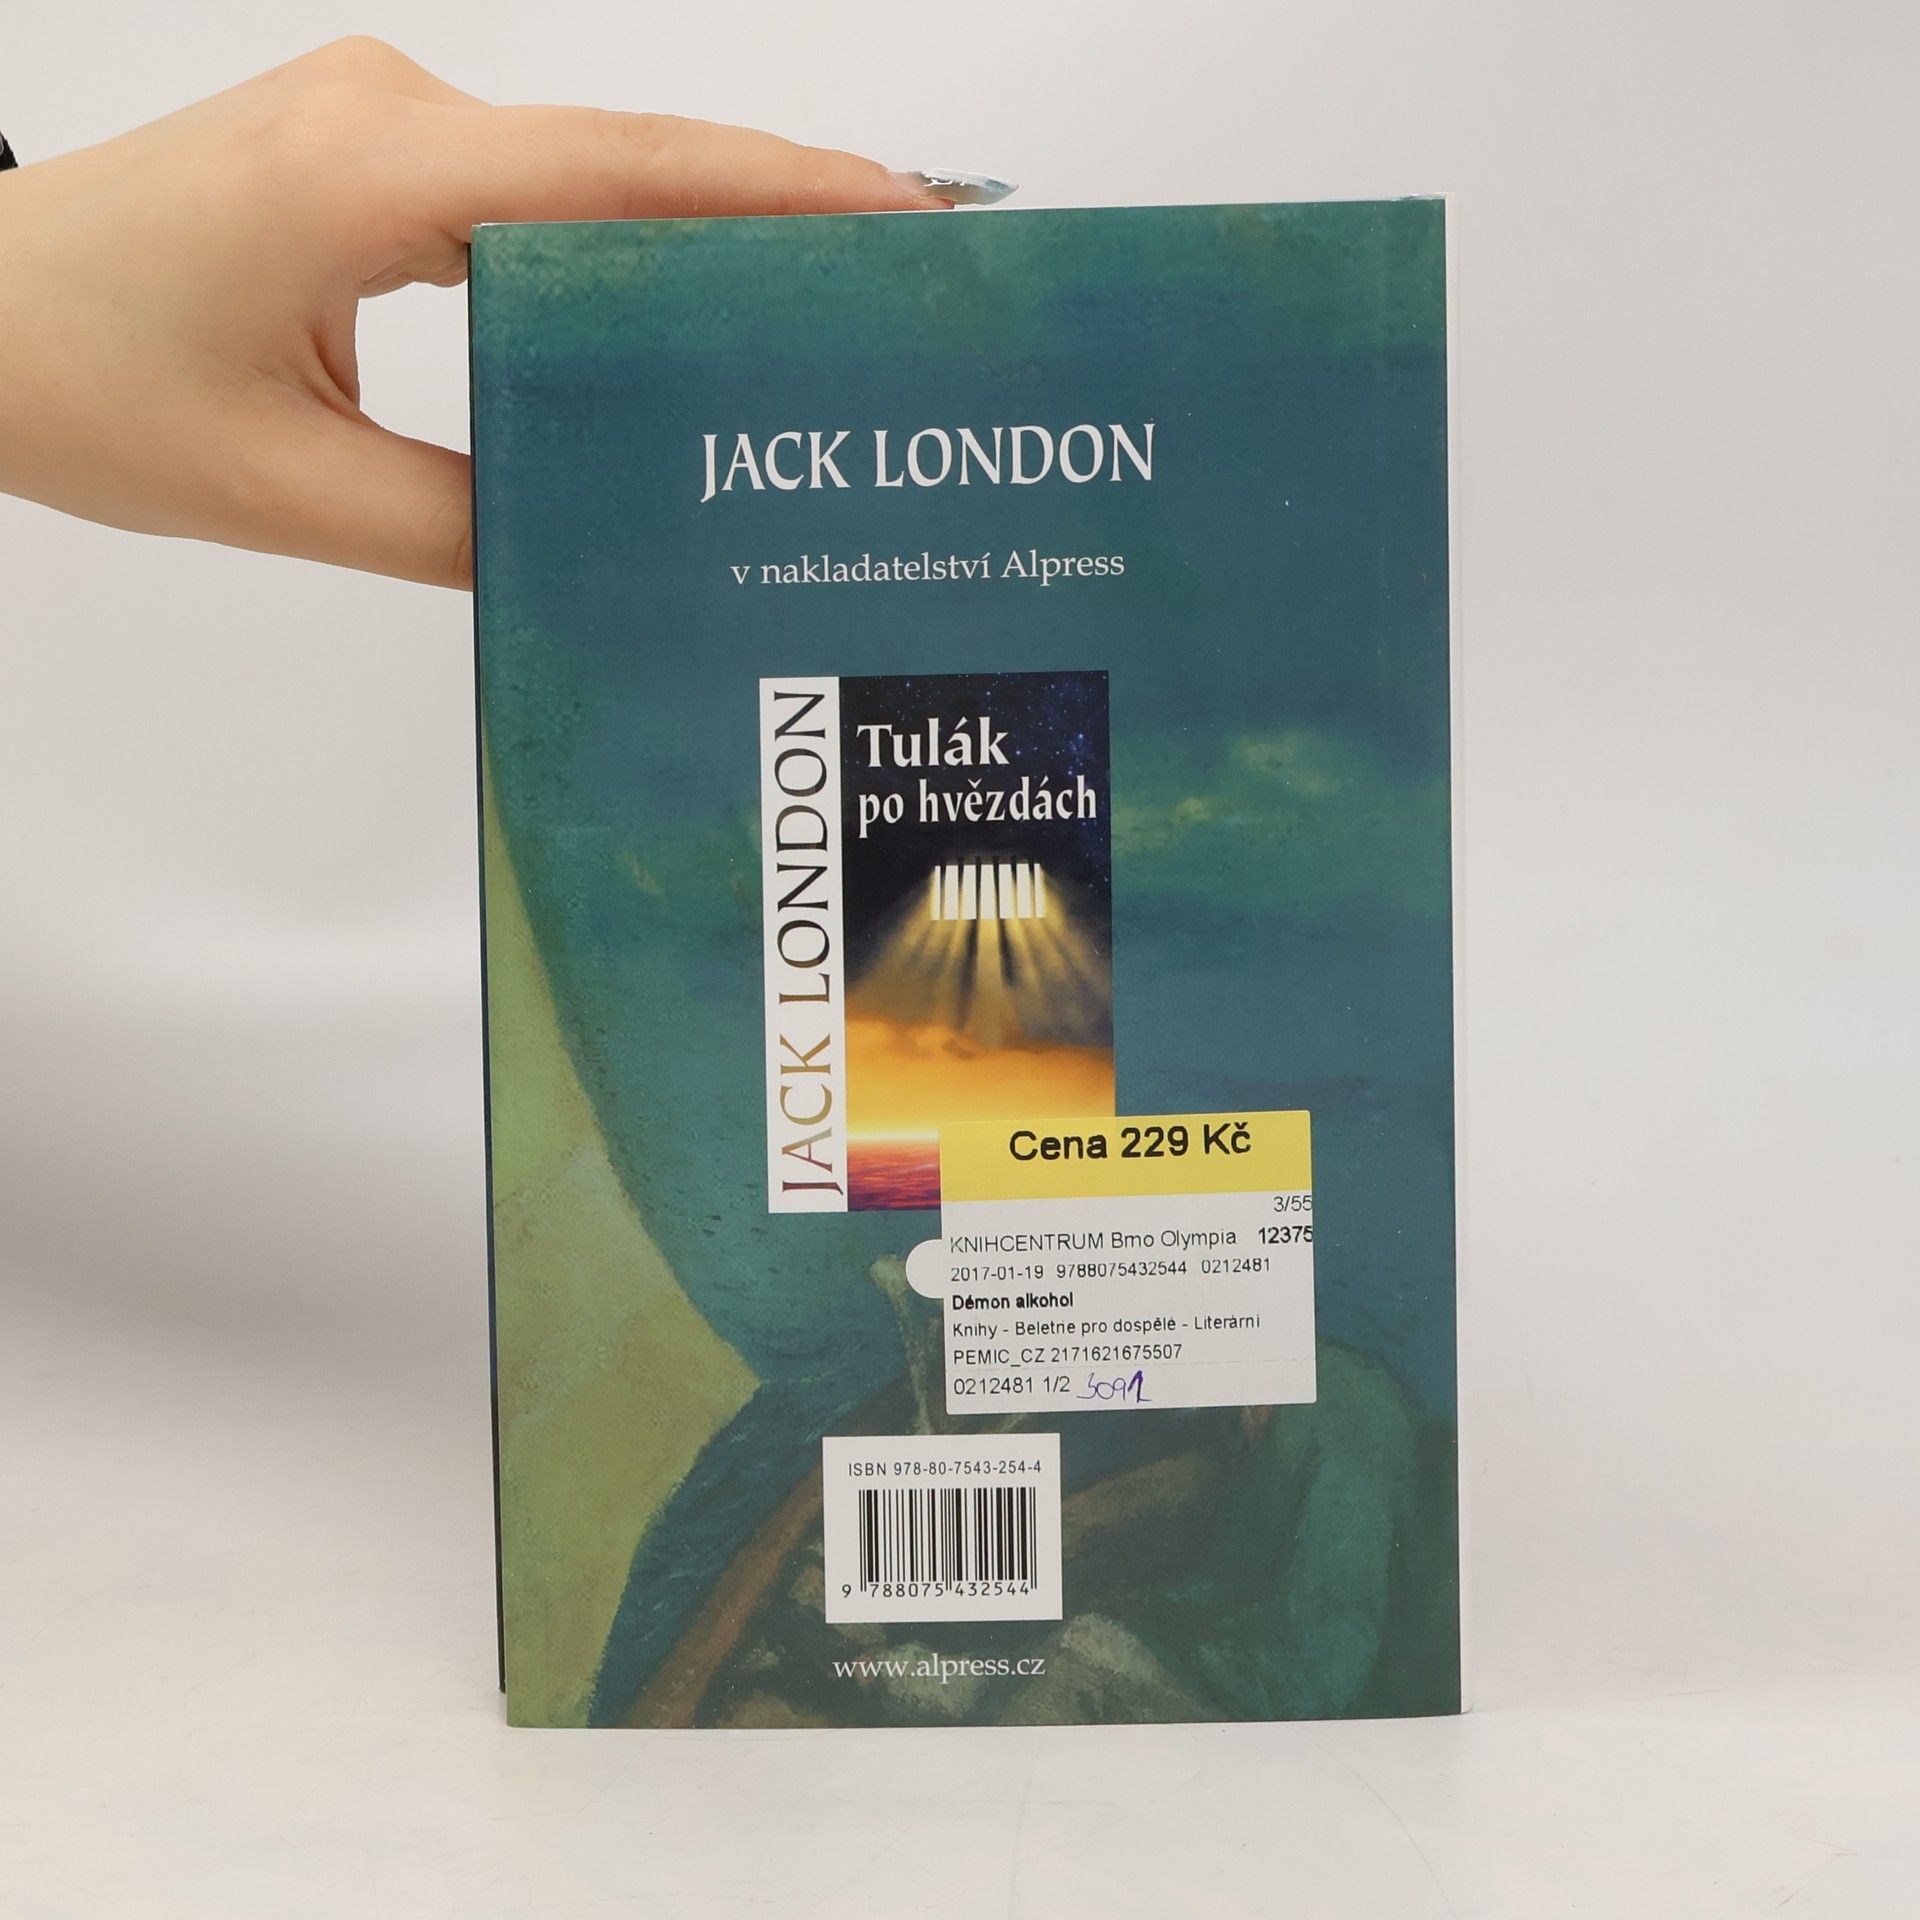 JACK LONDON
v nakladatelství Alpress
JACK LONDON
Tulák
po hvězdách
Cena 229 Kč
3/55
KNIHCENTRUM Brno Olympia 12375
2017-01-19 9788075432544 0212481
Démon alkohol
Knihy - Beletrie pro dospělé - Literární
PEMIC_CZ 2171621675507
0212481 1/2 3091
ISBN 978-80-7543-254-4
9 788075 432544
www.alpress.cz